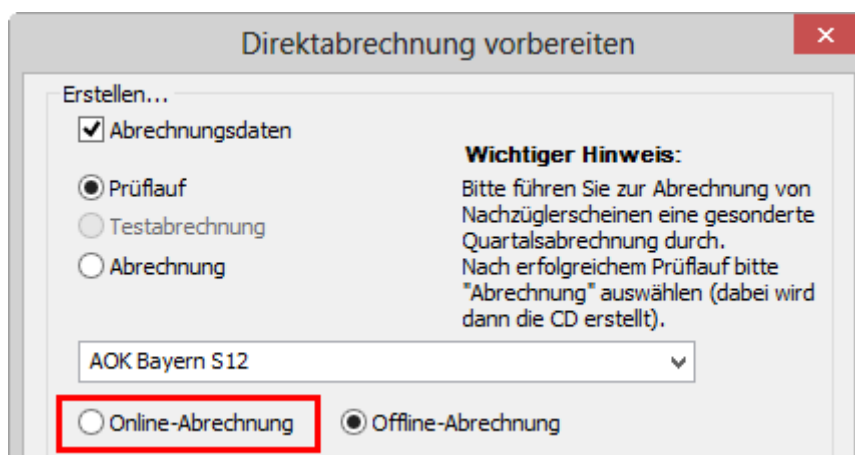 Direktabrechnung vorbereiten
Erstellen...
Abrechnungsdaten
Prüflauf
Testabrechnung
Abrechnung
Wichtiger Hinweis:
Bitte führen Sie zur Abrechnung von
Nachzüglerscheinen eine gesonderte
Quartalsabrechnung durch.
Nach erfolgreichem Prüflauf bitte
"Abrechnung" auswählen (dabei wird
dann die CD erstellt).
AOK Bayern S12
Online-Abrechnung
Offline-Abrechnung